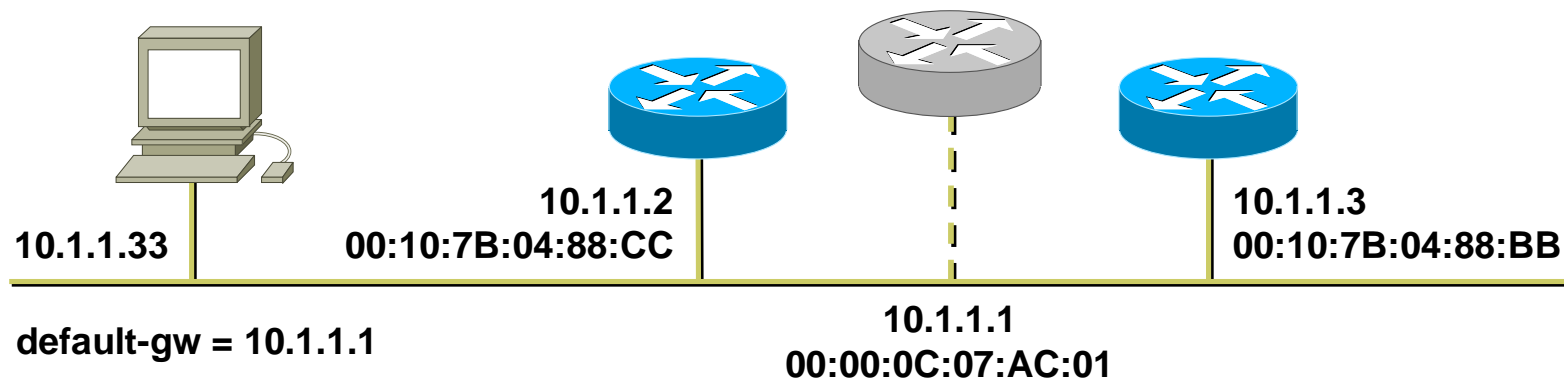 10.1.1.33
10.1.1.2
00:10:7B:04:88:CC
10.1.1.3
00:10:7B:04:88:BB
default-gw = 10.1.1.1
10.1.1.1
00:00:0C:07:AC:01